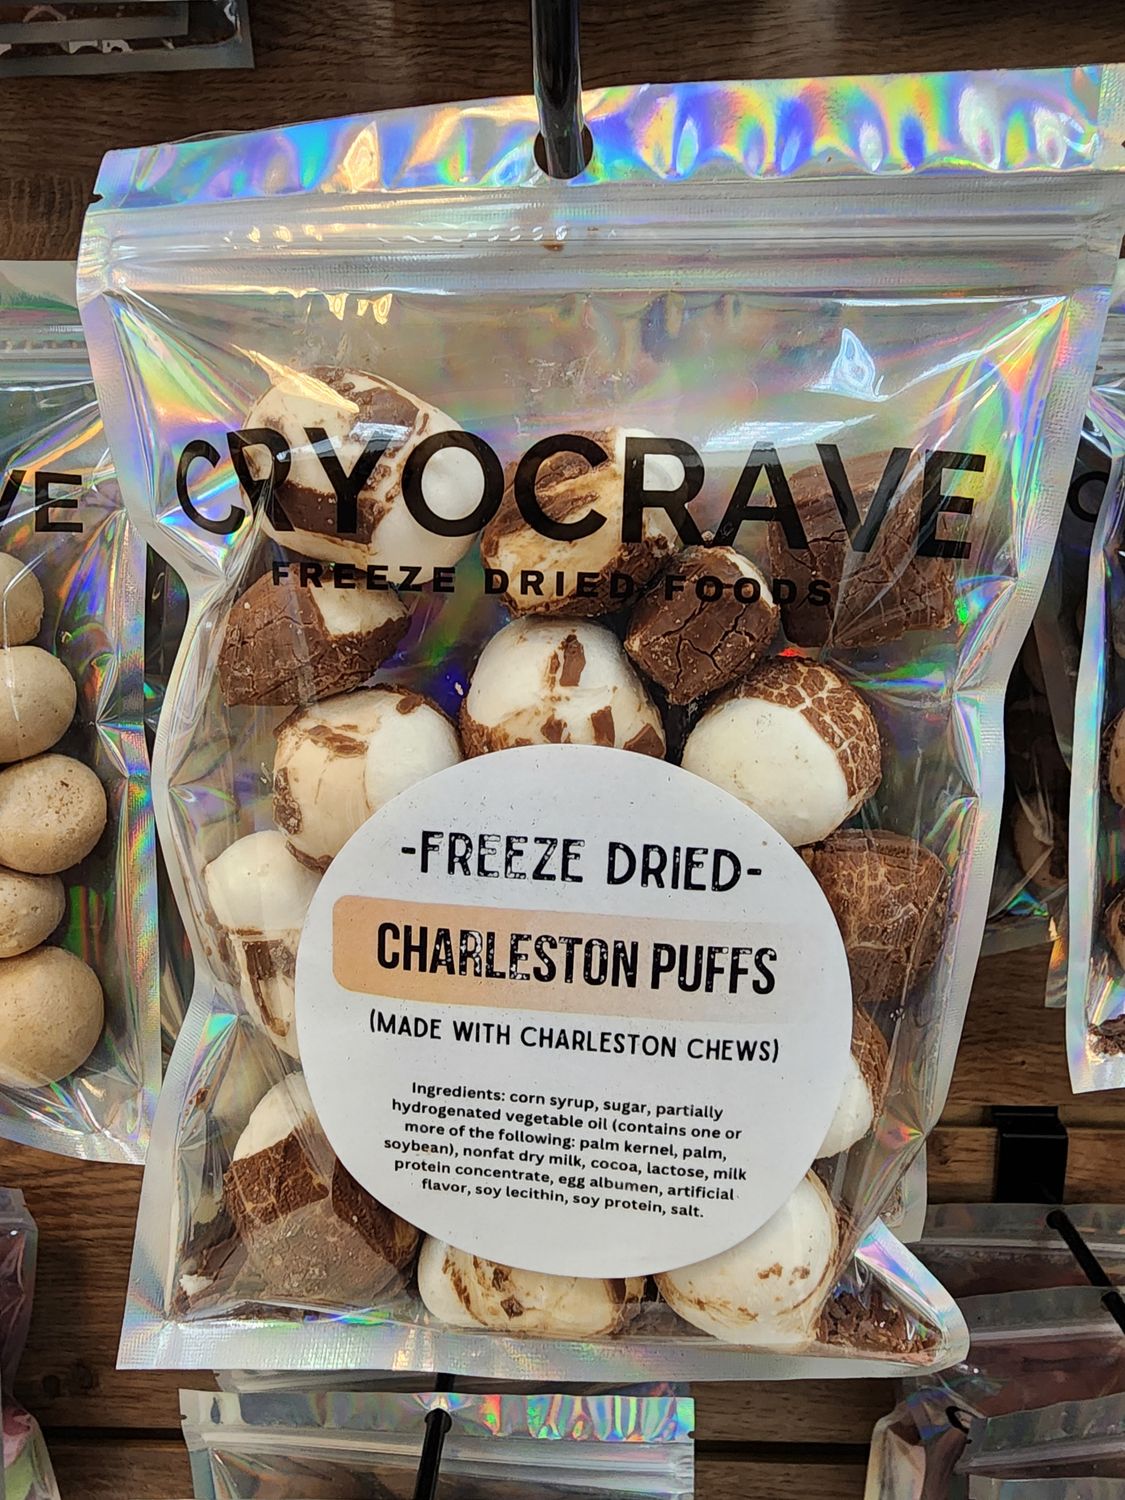 CRYOCRAVE
FREEZE DRIED FOODS
VE
-FREEZE DRIED-
CHARLESTON PUFFS
(MADE WITH CHARLESTON CHEWS)
Ingredients: corn syrup, sugar, partially
hydrogenated vegetable oil (contains one or
more of the following: palm kernel, palm,
soybean), nonfat dry milk, cocoa, lactose, milk
protein concentrate, egg albumen, artificial
flavor, soy lecithin, soy protein, salt.